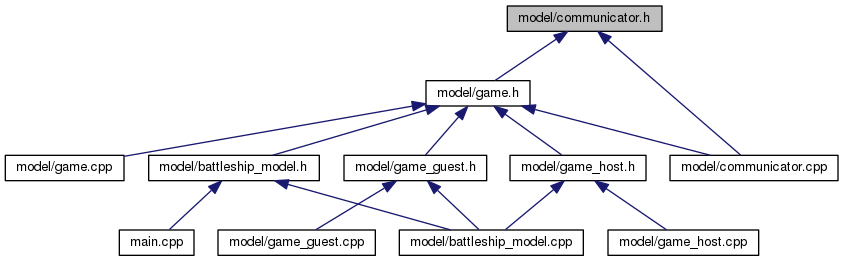 model/communicator.h
model/game.h
model/game.cpp
model/battleship_model.h
model/game_guest.h
model/game_host.h
model/communicator.cpp
main.cpp
model/game_guest.cpp
model/battleship_model.cpp
model/game_host.cpp